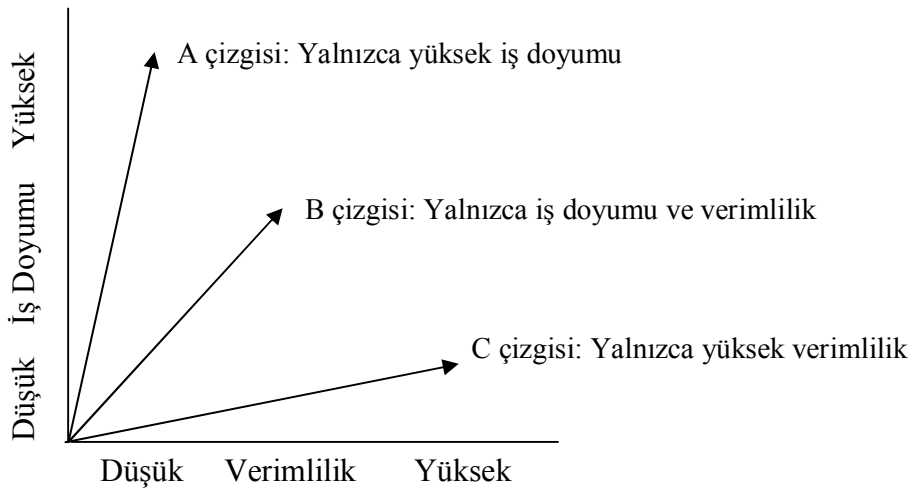 Yüksek
İş Doyumu
Düşük
A çizgisi: Yalnızca yüksek iş doyumu
B çizgisi: Yalnızca iş doyumu ve verimlilik
C çizgisi: Yalnızca yüksek verimlilik
Düşük Verimlilik Yüksek